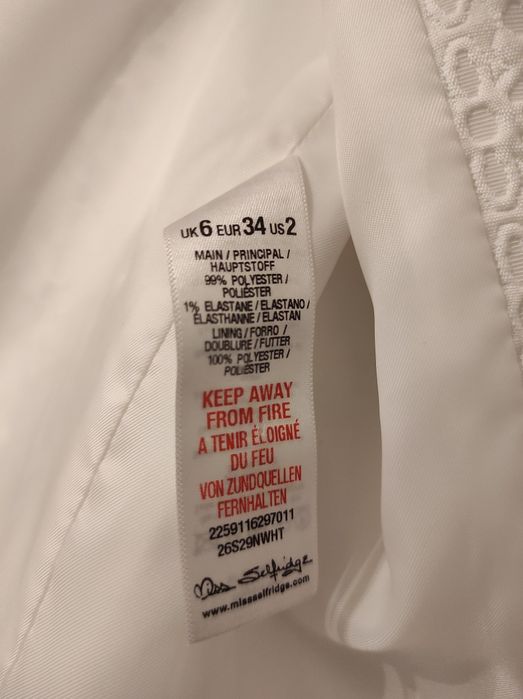 UK 6 EUR 34 US 2
MAIN / PRINCIPAL /
HAUPTSTOFF
99% POLYESTER /
POLIÉSTER
1% ELASTANE / ELASTANO /
ÉLASTHANNE / ELASTAN
LINING / FORRO /
DOUBLURE / FUTTER
100% POLYESTER /
POLIÉSTER
KEEP AWAY
FROM FIRE
A TENIR ÉLOIGNÉ
DU FEU
VON ZUNDQUELLEN
FERNHALTEN
2259116297011
26S29NWHT
Miss Selfridge
www.missselfridge.com